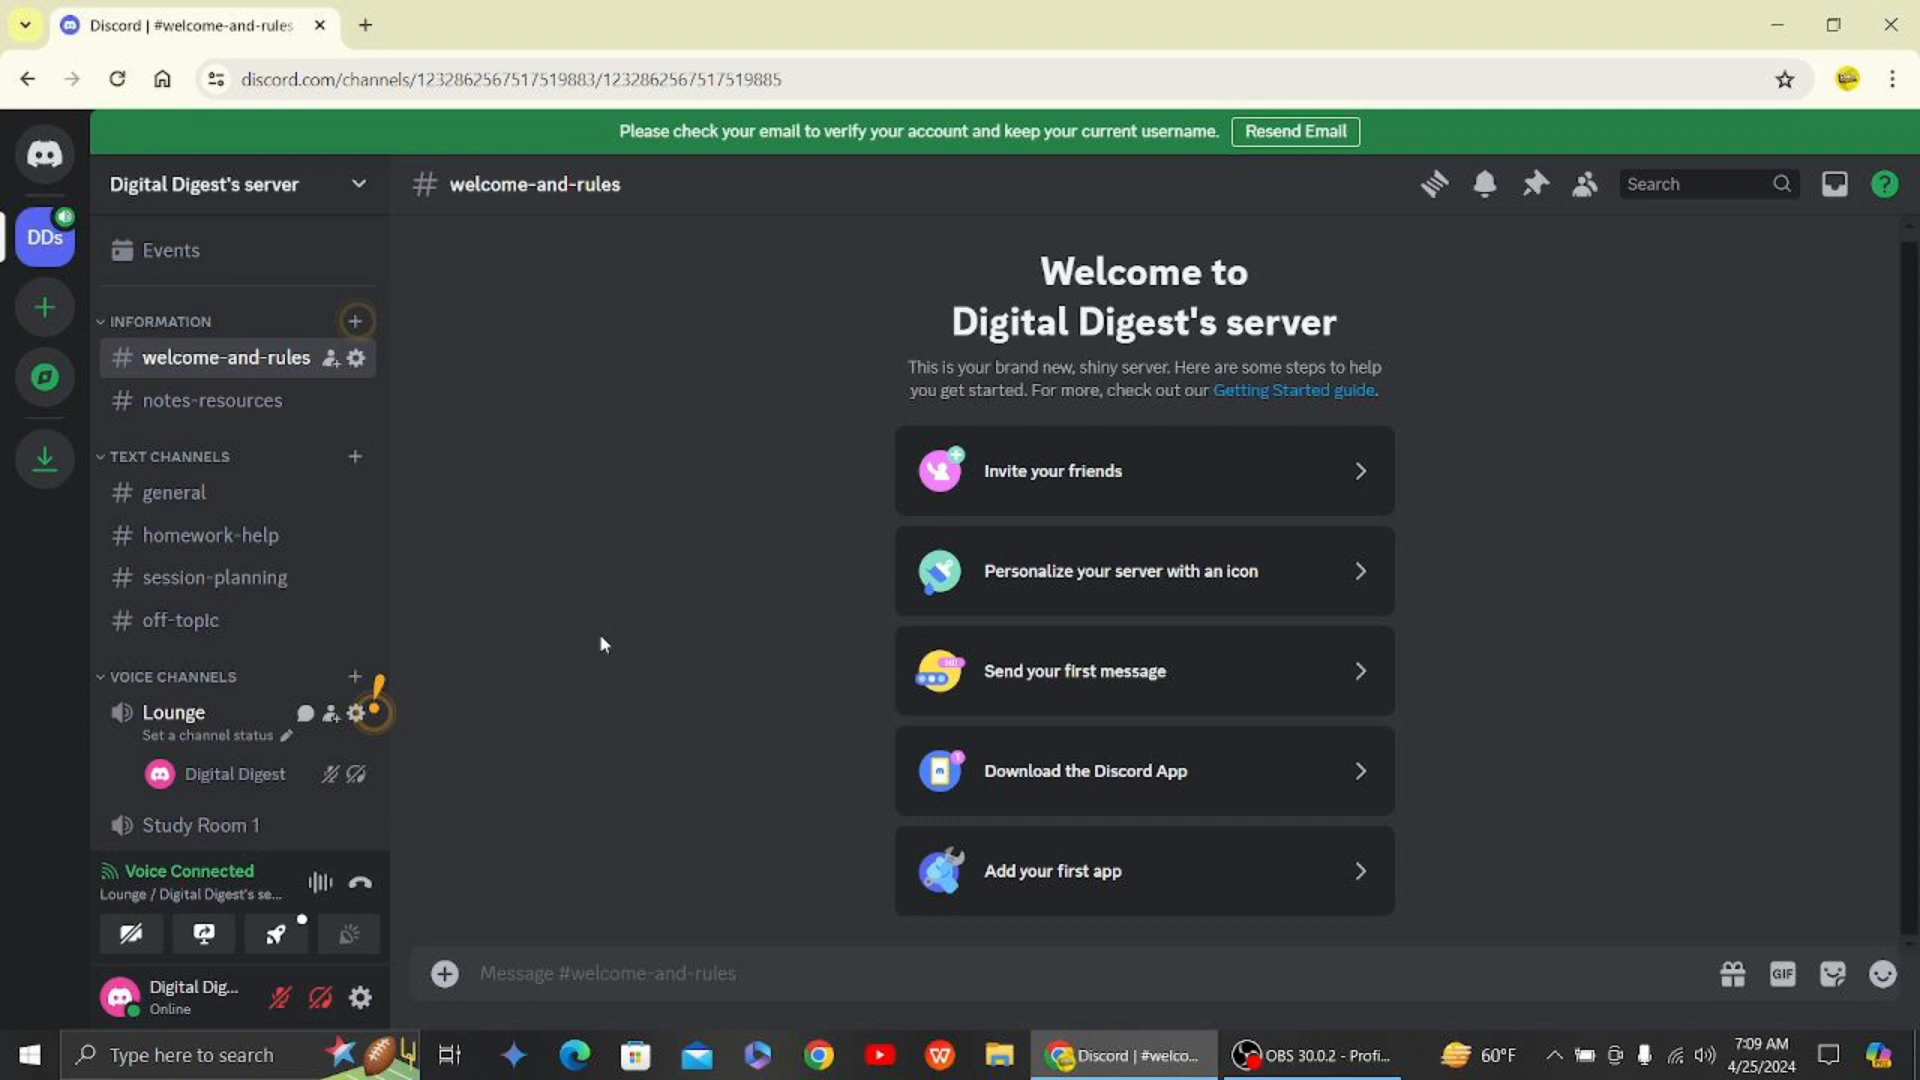 Discord | #welcome-and-rules
discord.com/channels/1232862567517519883/1232862567517519885
Please check your email to verify your account and keep your current username. Resend Email
Digital Digest's server
welcome-and-rules
Search
DDs
Events
INFORMATION
welcome-and-rules
notes-resources
TEXT CHANNELS
general
homework-help
session-planning
off-topic
VOICE CHANNELS
Lounge
Set a channel status
Digital Digest
Study Room 1
Voice Connected
Lounge / Digital Digest's se...
Digital Dig...
Online
Welcome to
Digital Digest's server
This is your brand new, shiny server. Here are some steps to help
you get started. For more, check out our Getting Started guide.
Invite your friends
Personalize your server with an icon
Send your first message
Download the Discord App
Add your first app
Message #welcome-and-rules
GIF
Type here to search
Discord | #welco...
OBS 30.0.2 - Profi...
60°F
7:09 AM
4/25/2024